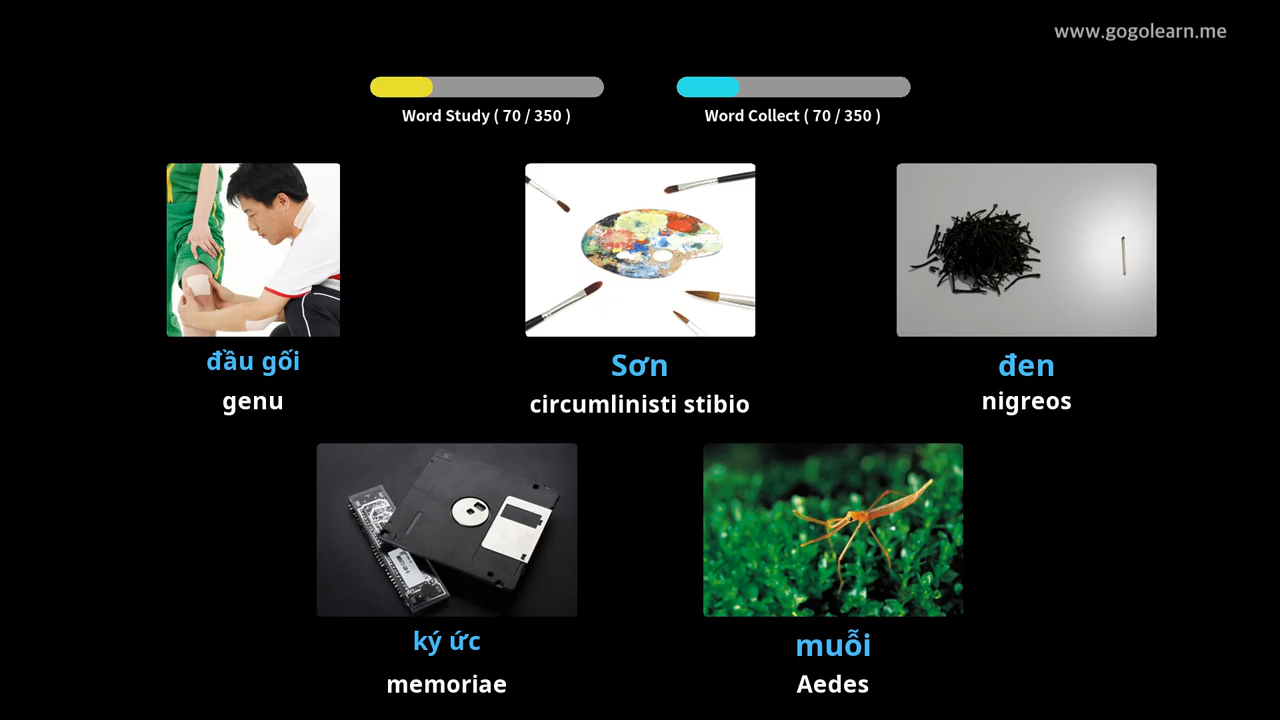 www.gogolearn.me
Word Study ( 70 / 350 )
Word Collect ( 70 / 350 )
đầu gối
genu
Sơn
circumlinisti stibio
đen
nigreos
ký ức
memoriae
muỗi
Aedes